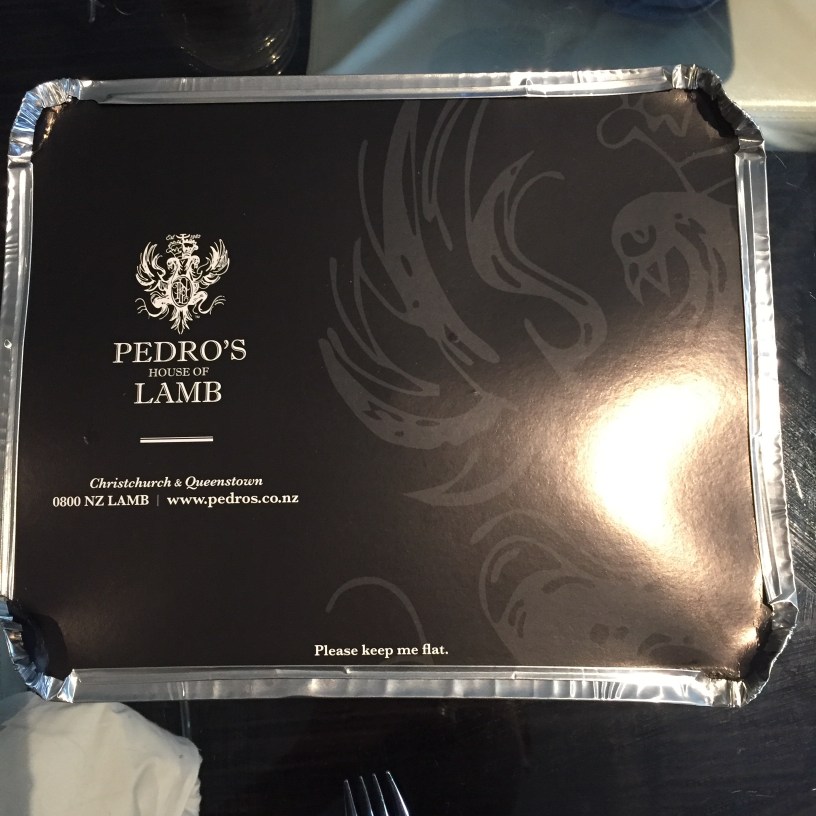 PEDRO'S
HOUSE OF
LAMB
Christchurch & Queenstown
0800 NZ LAMB | www.pedros.co.nz
Please keep me flat.